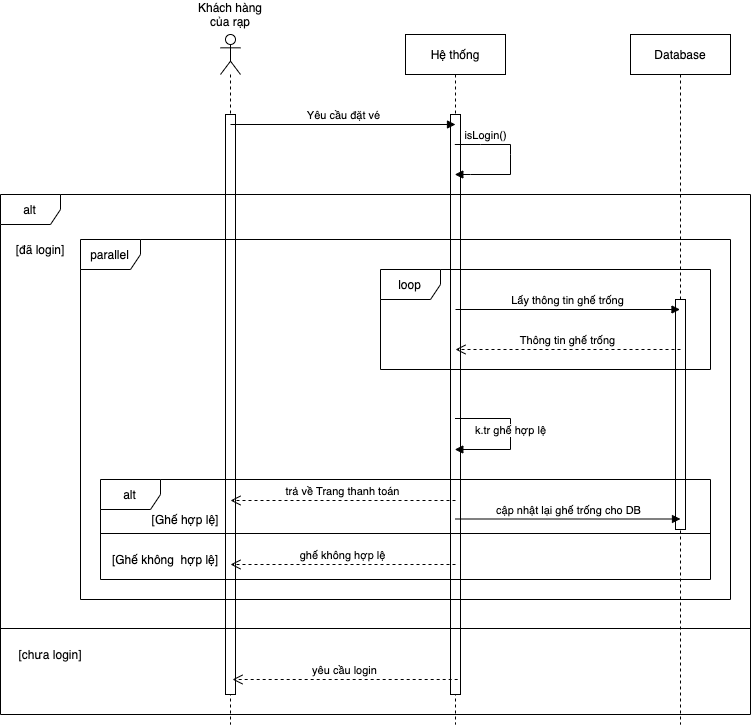 Khách hàng
của rạp
Hệ thống
Database
Yêu cầu đặt vé
isLogin()
alt
[đã login]
parallel
loop
Lấy thông tin ghế trống
Thông tin ghế trống
k.tr ghế hợp lệ
alt
trả về Trang thanh toán
[Ghế hợp lệ]
cập nhật lại ghế trống cho DB
[Ghế không hợp lệ]
ghế không hợp lệ
[chưa login]
yêu cầu login